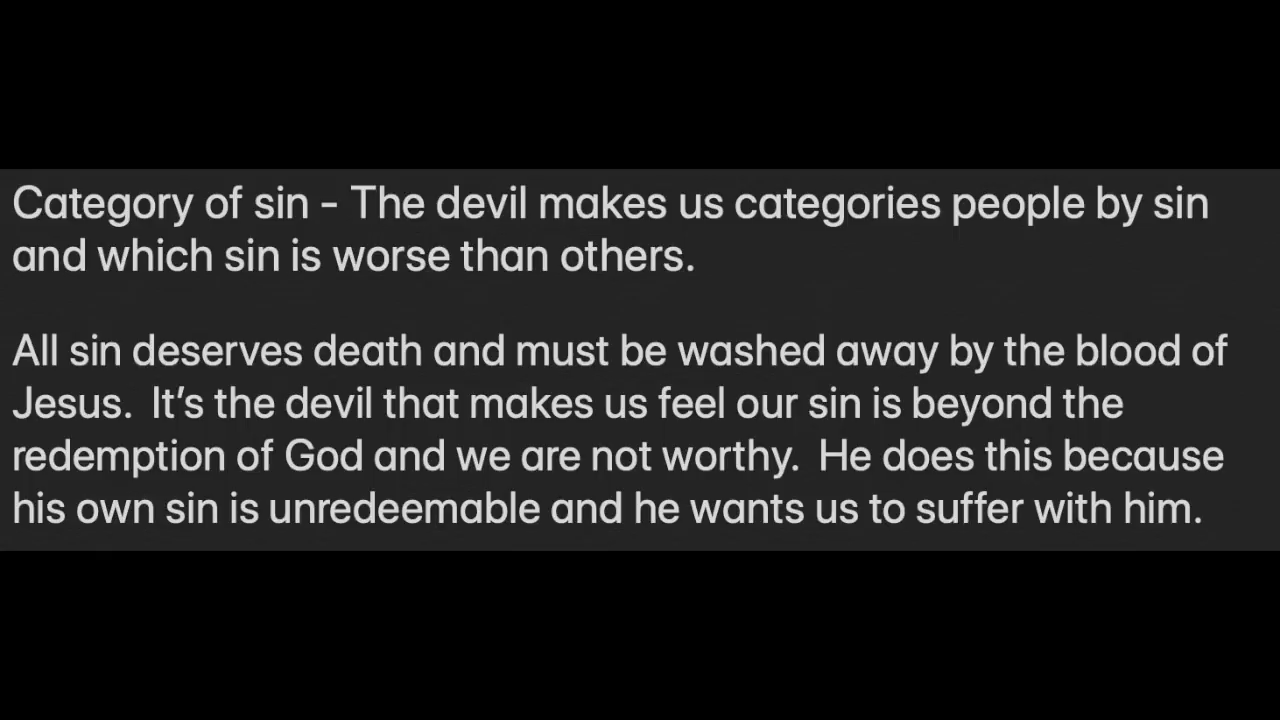 Category of sin - The devil makes us categories people by sin
and which sin is worse than others.
All sin deserves death and must be washed away by the blood of
Jesus.  It’s the devil that makes us feel our sin is beyond the
redemption of God and we are not worthy.  He does this because
his own sin is unredeemable and he wants us to suffer with him.